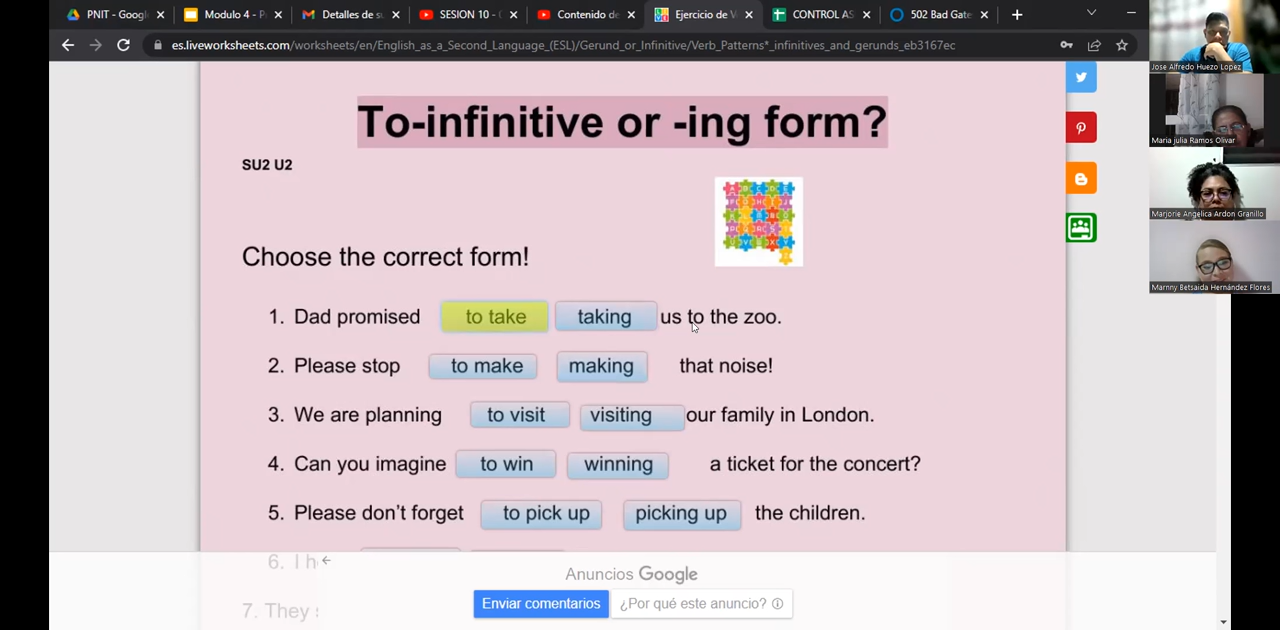 PNIT - Googl
Modulo 4 - P
Detalles de su
SESION 10 -
Contenido de
Ejercicio de V
CONTROL AS
502 Bad Gate
es.liveworksheets.com/worksheets/en/English_as_a_Second_Language_(ESL)/Gerund_or_Infinitive/Verb_Patterns*_infinitives_and_gerunds_eb3167ec
Jose Alfredo Huezo Lopez
Maria julia Ramos Olivar
Marjorie Angelica Ardon Granillo
Marnny Betsaida Hernández Flores
To-infinitive or -ing form?
SU2 U2
Choose the correct form!
1. Dad promised to take taking us to the zoo.
2. Please stop to make making that noise!
3. We are planning to visit visiting our family in London.
4. Can you imagine to win winning a ticket for the concert?
5. Please don't forget to pick up picking up the children.
6. I h
7. They s
Anuncios Google
Enviar comentarios
¿Por qué este anuncio?